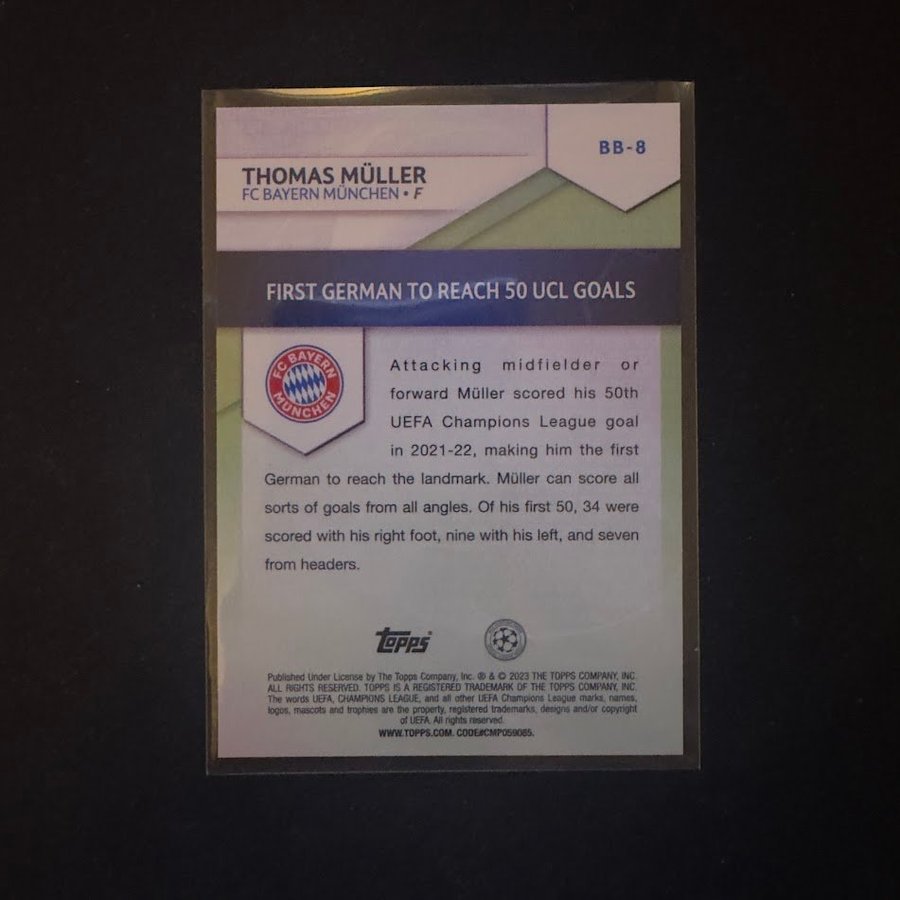 BB-8
THOMAS MÜLLER
FC BAYERN MÜNCHEN • F
FIRST GERMAN TO REACH 50 UCL GOALS
FC BAYERN
MÜNCHEN
Attacking midfielder or
forward Müller scored his 50th
UEFA Champions League goal
in 2021-22, making him the first
German to reach the landmark. Müller can score all
sorts of goals from all angles. Of his first 50, 34 were
scored with his right foot, nine with his left, and seven
from headers.
topps®
Published Under License by The Topps Company, Inc. ® & © 2023 THE TOPPS COMPANY, INC.
ALL RIGHTS RESERVED. TOPPS IS A REGISTERED TRADEMARK OF THE TOPPS COMPANY, INC.
The words UEFA, CHAMPIONS LEAGUE, and all other UEFA Champions League marks, names,
logos, mascots and trophies are the property, registered trademarks, designs and/or copyright
of UEFA. All rights reserved.
WWW.TOPPS.COM. CODE#CMP059085.